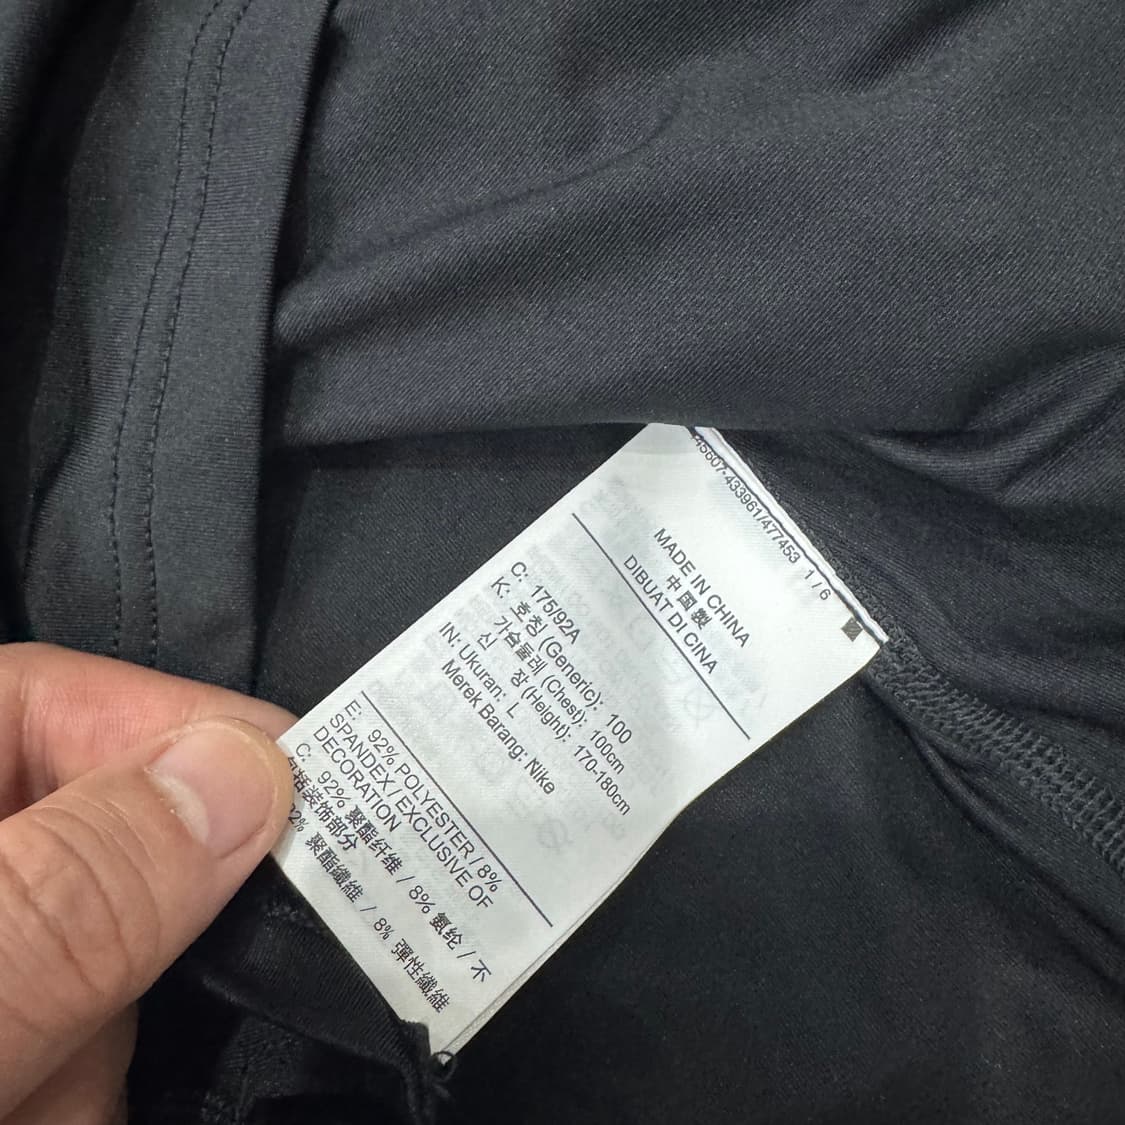 45607-433961/477453 1 / 6
MADE IN CHINA
中国製
DIBUAT DI CINA
C: 175/92A
K: 호칭 (Generic): 100
가슴둘레 (Chest): 100cm
신 장 (Height): 170-180cm
IN: Ukuran: L
Merek Barang: Nike
E: 92% POLYESTER / 8%
SPANDEX / EXCLUSIVE OF
DECORATION
C: 92% 聚酯纤维 / 8% 氨纶 / 不
包括装饰部分
92% 聚酯纖維 / 8% 彈性纖維